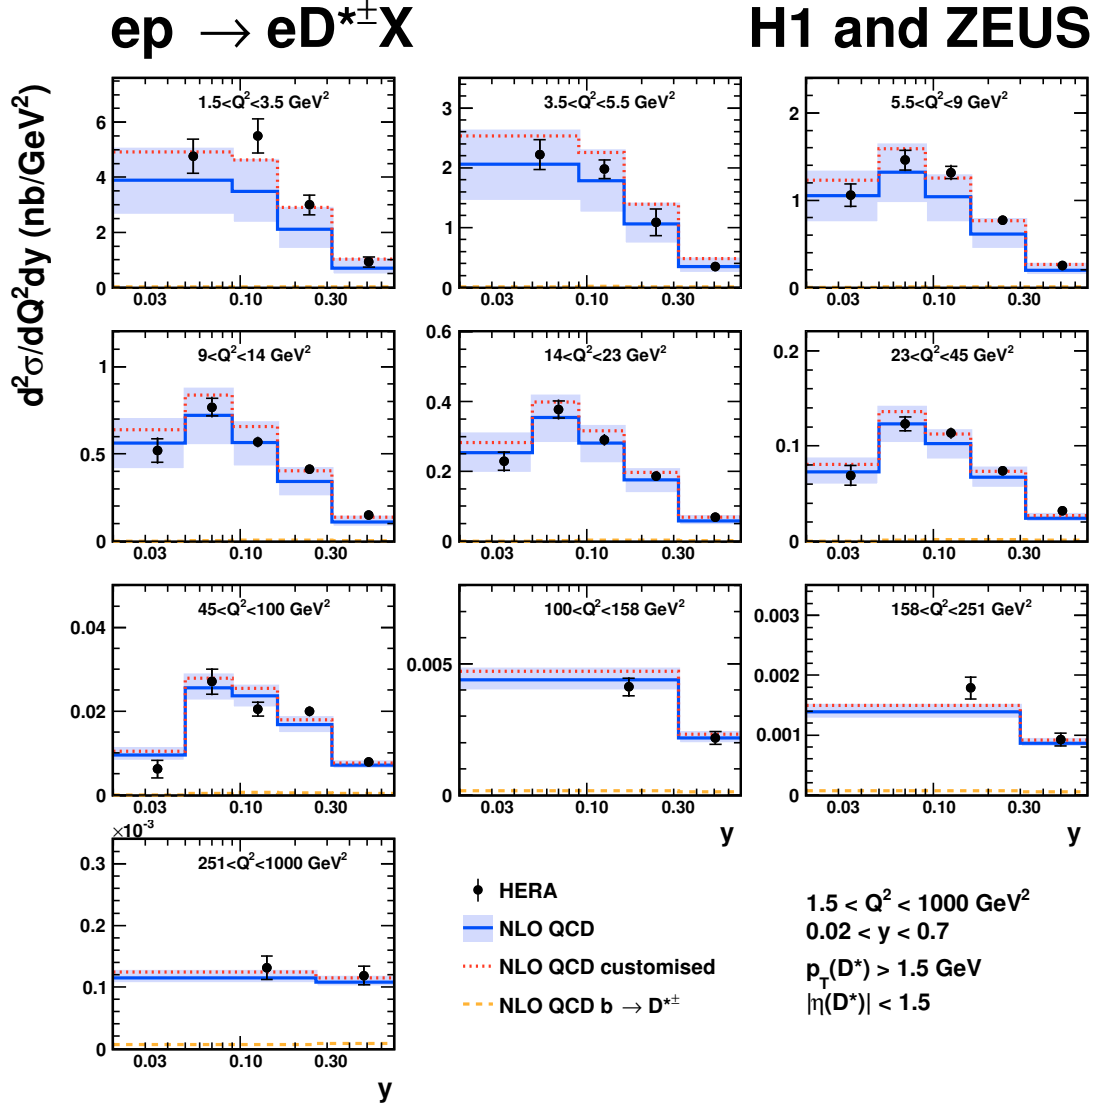 ep → eD*±X
H1 and ZEUS
d²σ/dQ²dy (nb/GeV²)
1.5<Q²<3.5 GeV²
6
4
2
0
0.03 0.10 0.30
3.5<Q²<5.5 GeV²
3
2
1
0
0.03 0.10 0.30
5.5<Q²<9 GeV²
2
1
0
0.03 0.10 0.30
9<Q²<14 GeV²
1
0.5
0
0.03 0.10 0.30
14<Q²<23 GeV²
0.6
0.4
0.2
0
0.03 0.10 0.30
23<Q²<45 GeV²
0.2
0.1
0
0.03 0.10 0.30
45<Q²<100 GeV²
0.04
0.02
0
0.03 0.10 0.30
100<Q²<158 GeV²
0.005
0
0.03 0.10 0.30
y
158<Q²<251 GeV²
0.003
0.002
0.001
0
0.03 0.10 0.30
y
×10⁻³
251<Q²<1000 GeV²
0.3
0.2
0.1
0
0.03 0.10 0.30
y
HERA
NLO QCD
NLO QCD customised
NLO QCD b → D*±
1.5 < Q² < 1000 GeV²
0.02 < y < 0.7
p_T(D*) > 1.5 GeV
|η(D*)| < 1.5